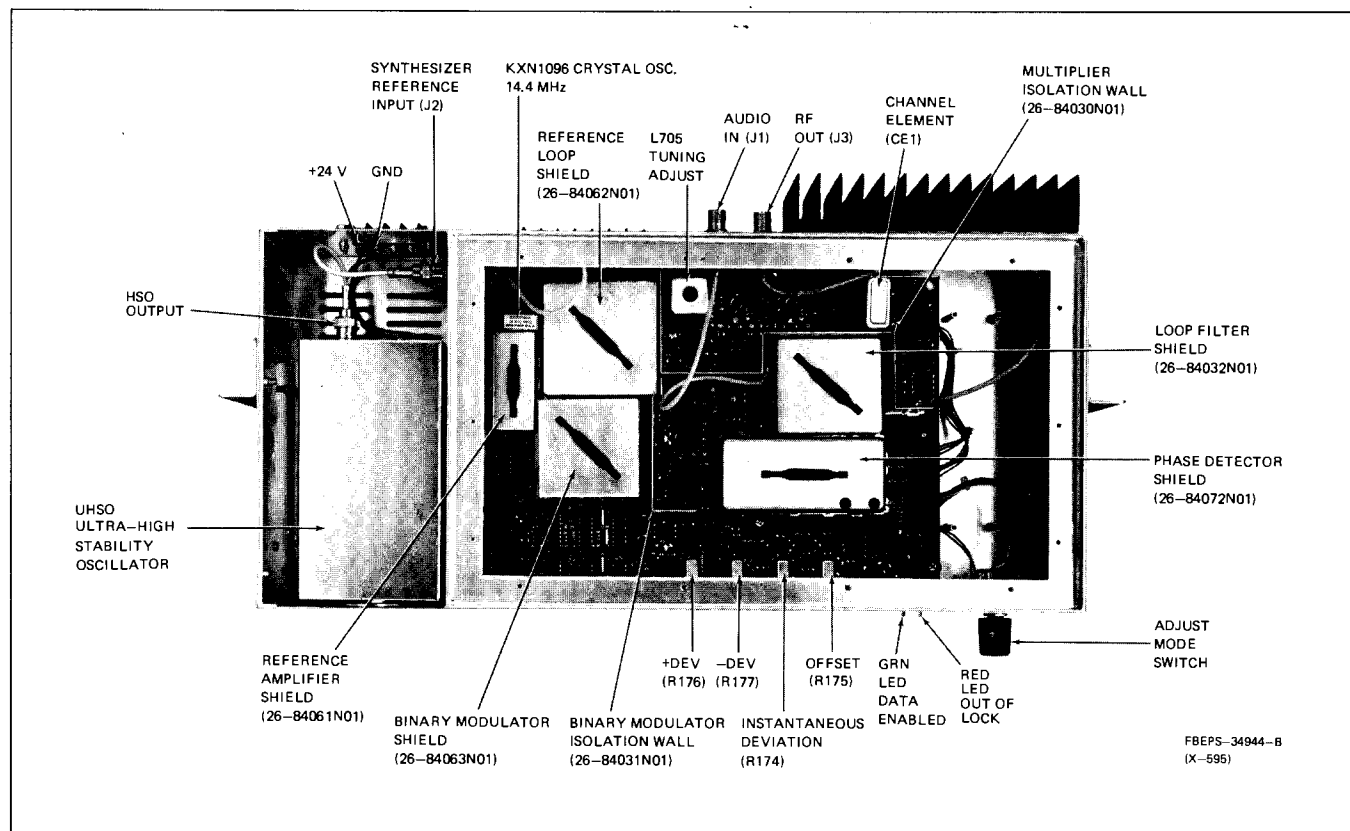 SYNTHESIZER
REFERENCE
INPUT (J2)
KXN1096 CRYSTAL OSC.
14.4 MHz
REFERENCE
LOOP
SHIELD
(26-84062N01)
L705
TUNING
ADJUST
AUDIO
IN (J1)
RF
OUT (J3)
CHANNEL
ELEMENT
(CE1)
MULTIPLIER
ISOLATION WALL
(26-84030N01)
+24 V
GND
HSO
OUTPUT
LOOP FILTER
SHIELD
(26-84032N01)
PHASE DETECTOR
SHIELD
(26-84072N01)
UHSO
ULTRA-HIGH
STABILITY
OSCILLATOR
REFERENCE
AMPLIFIER
SHIELD
(26-84061N01)
BINARY MODULATOR
SHIELD
(26-84063N01)
BINARY MODULATOR
ISOLATION WALL
(26-84031N01)
+DEV
(R176)
-DEV
(R177)
INSTANTANEOUS
DEVIATION
(R174)
OFFSET
(R175)
GRN
LED
DATA
ENABLED
RED
LED
OUT OF
LOCK
ADJUST
MODE
SWITCH
FBEPS-34944-B
(X-595)